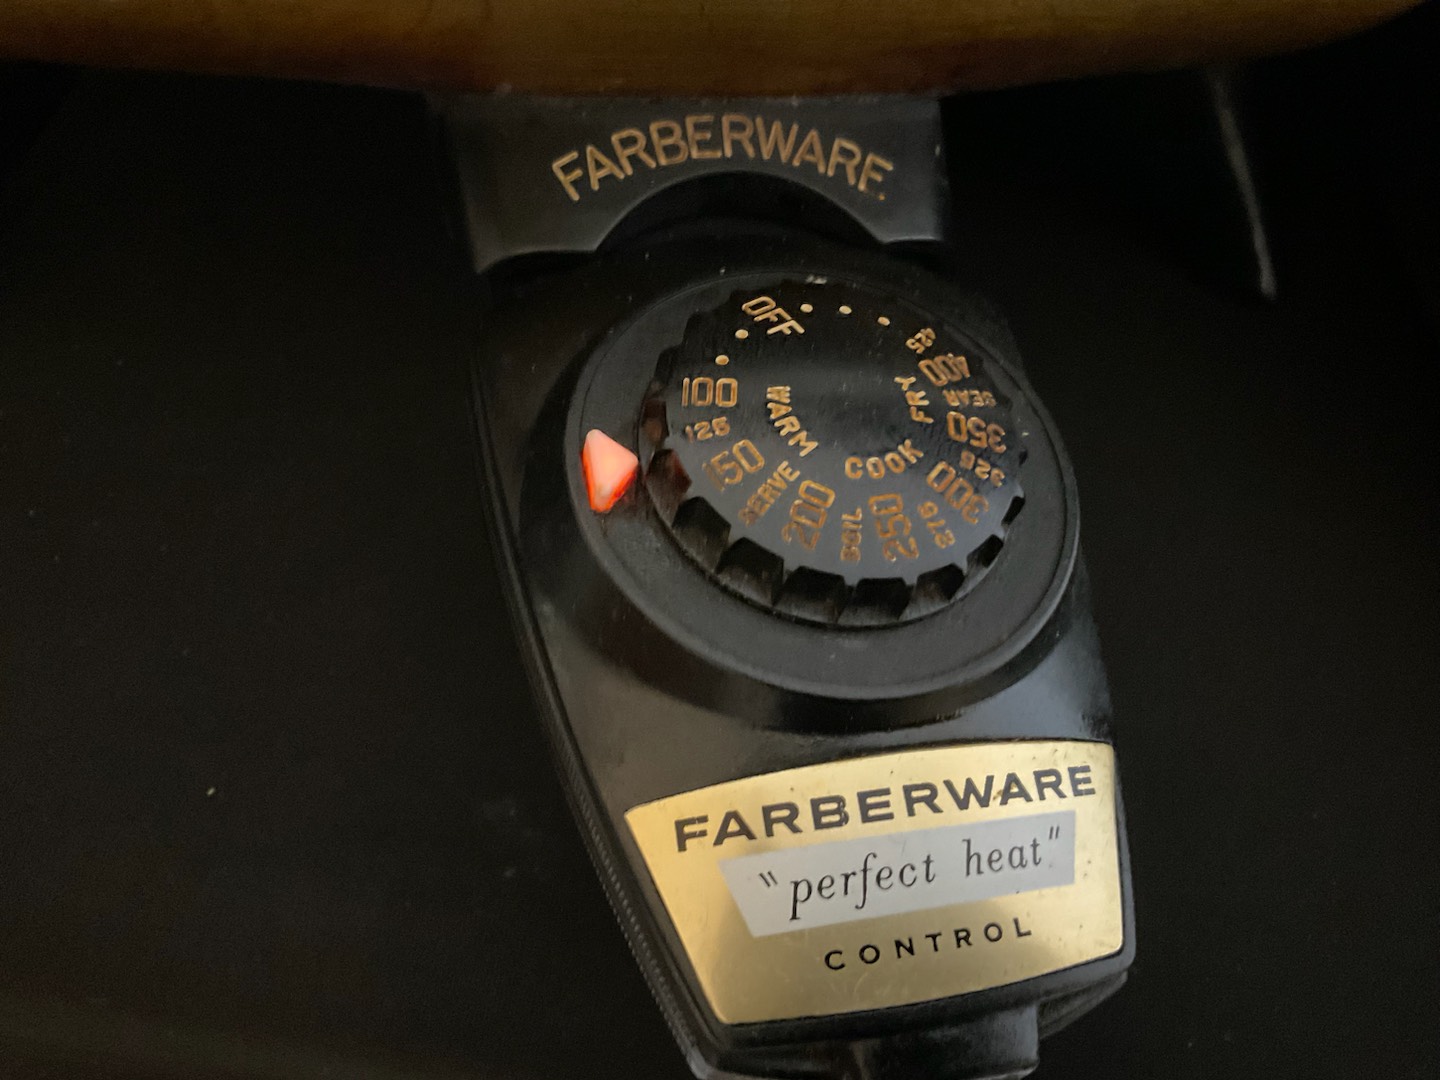 FARBERWARE
OFF
100
125
150
SERVE
200
BOIL
250
275
300
325
350
SEAR
400
425
WARM
COOK
FRY
FARBERWARE
"perfect heat"
CONTROL